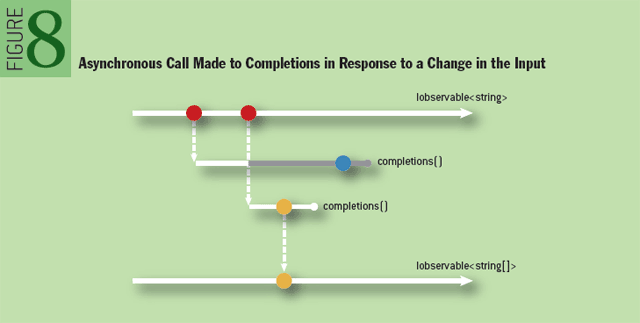 FIGURE 8
Asynchronous Call Made to Completions in Response to a Change in the Input
Iobservable<string>
completions()
completions()
Iobservable<string[]>